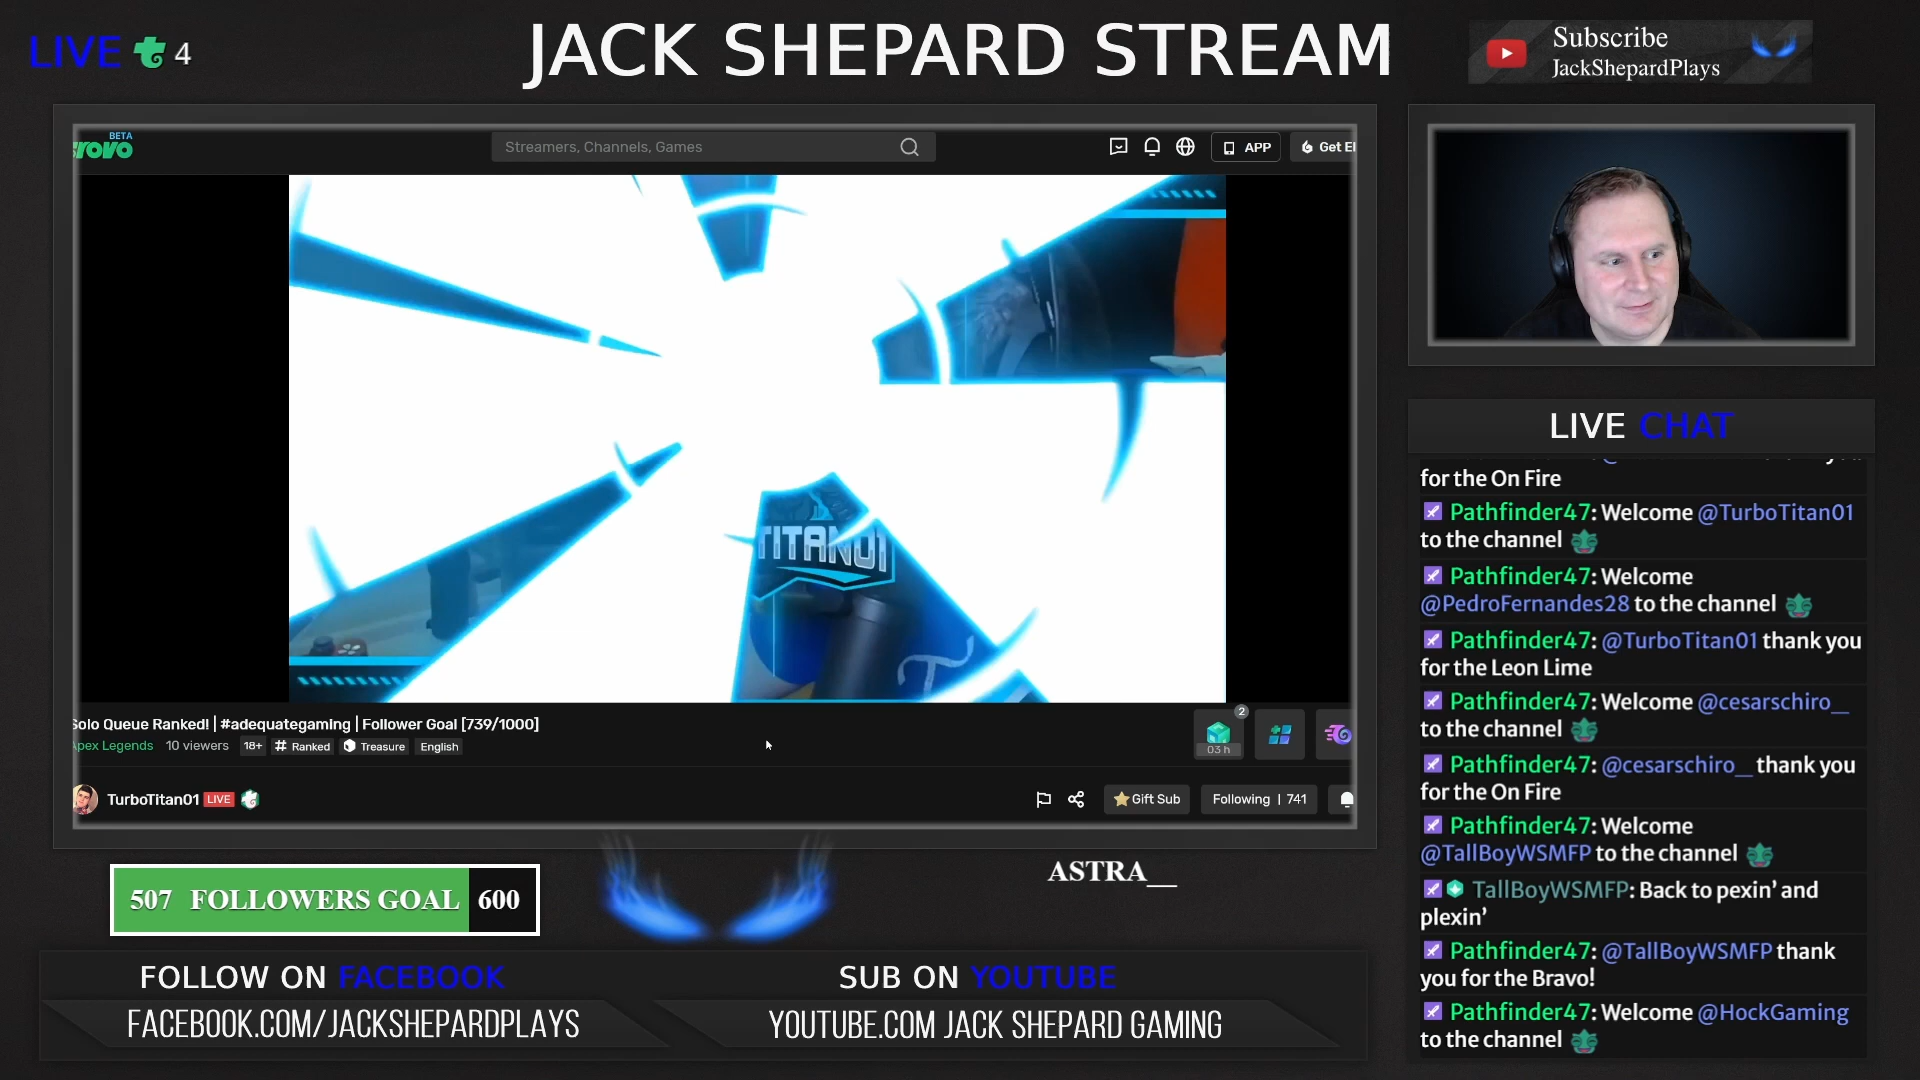 LIVE 4
JACK SHEPARD STREAM
Subscribe
JackShepardPlays
BETA
Streamers, Channels, Games
APP
Get El
TITAN01
Solo Queue Ranked! | #adequategaming | Follower Goal [739/1000]
Apex Legends 10 viewers 18+ # Ranked Treasure English
2
03 h
TurboTitan01 LIVE
Gift Sub
Following | 741
LIVE CHAT
for the On Fire
Pathfinder47: Welcome @TurboTitan01
to the channel
Pathfinder47: Welcome
@PedroFernandes28 to the channel
Pathfinder47: @TurboTitan01 thank you
for the Leon Lime
Pathfinder47: Welcome @cesarschiro__
to the channel
Pathfinder47: @cesarschiro__ thank you
for the On Fire
Pathfinder47: Welcome
@TallBoyWSMFP to the channel
TallBoyWSMFP: Back to pexin’ and
plexin’
Pathfinder47: @TallBoyWSMFP thank
you for the Bravo!
Pathfinder47: Welcome @HockGaming
to the channel
507 FOLLOWERS GOAL 600
ASTRA__
FOLLOW ON FACEBOOK
FACEBOOK.COM/JACKSHEPARDPLAYS
SUB ON YOUTUBE
YOUTUBE.COM JACK SHEPARD GAMING